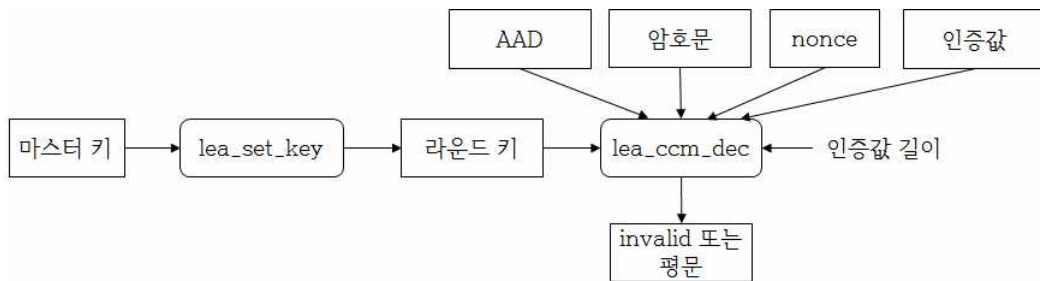 AAD
암호문
nonce
인증값
마스터 키
lea_set_key
라운드 키
lea_ccm_dec
인증값 길이
invalid 또는
평문